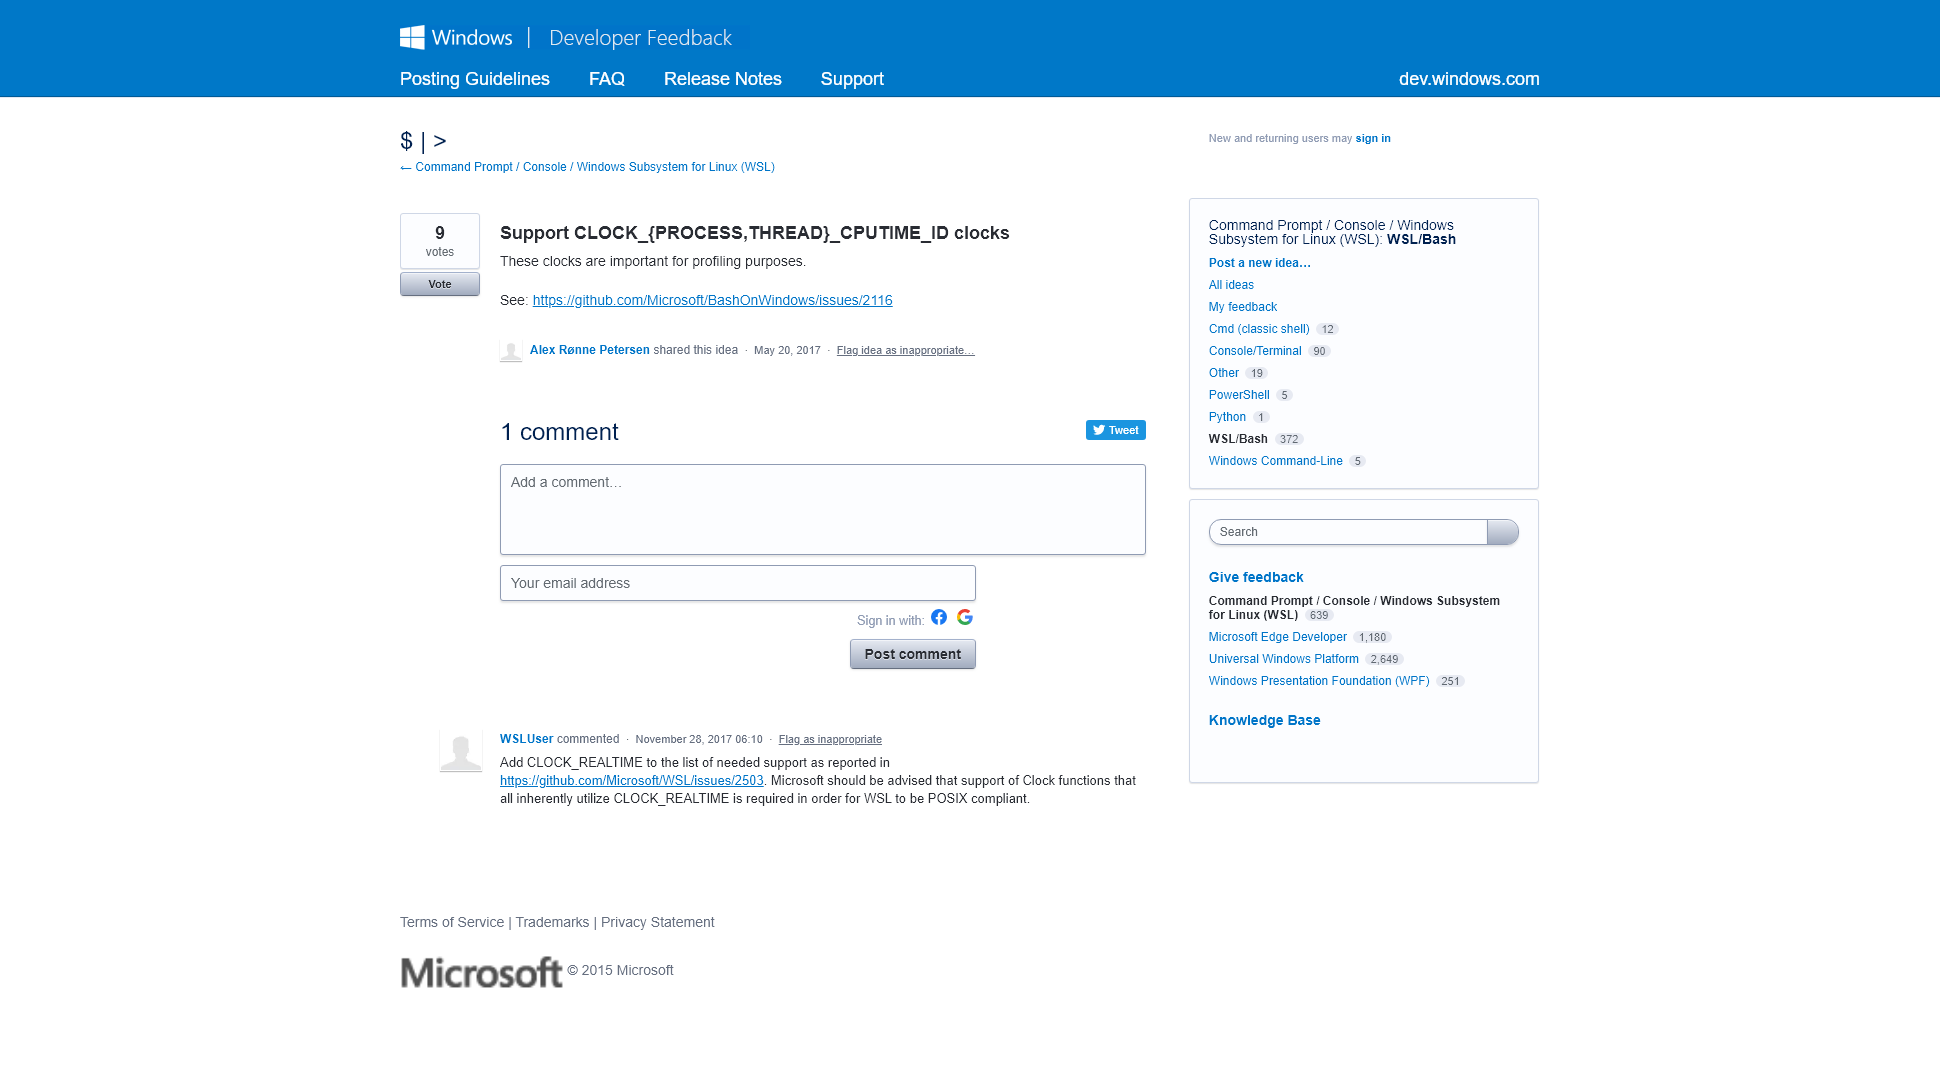 Windows | Developer Feedback
Posting Guidelines FAQ Release Notes Support dev.windows.com
$ | >
← Command Prompt / Console / Windows Subsystem for Linux (WSL)
New and returning users may sign in
9
votes
Vote
Support CLOCK_{PROCESS,THREAD}_CPUTIME_ID clocks
These clocks are important for profiling purposes.
See: https://github.com/Microsoft/BashOnWindows/issues/2116
Alex Rønne Petersen shared this idea · May 20, 2017 · Flag idea as inappropriate…
1 comment
Tweet
Add a comment…
Your email address
Sign in with:
Post comment
WSLUser commented · November 28, 2017 06:10 · Flag as inappropriate
Add CLOCK_REALTIME to the list of needed support as reported in
https://github.com/Microsoft/WSL/issues/2503. Microsoft should be advised that support of Clock functions that
all inherently utilize CLOCK_REALTIME is required in order for WSL to be POSIX compliant.
Command Prompt / Console / Windows
Subsystem for Linux (WSL): WSL/Bash
Post a new idea…
All ideas
My feedback
Cmd (classic shell) 12
Console/Terminal 90
Other 19
PowerShell 5
Python 1
WSL/Bash 372
Windows Command-Line 5
Search
Give feedback
Command Prompt / Console / Windows Subsystem
for Linux (WSL) 639
Microsoft Edge Developer 1,180
Universal Windows Platform 2,649
Windows Presentation Foundation (WPF) 251
Knowledge Base
Terms of Service | Trademarks | Privacy Statement
Microsoft © 2015 Microsoft